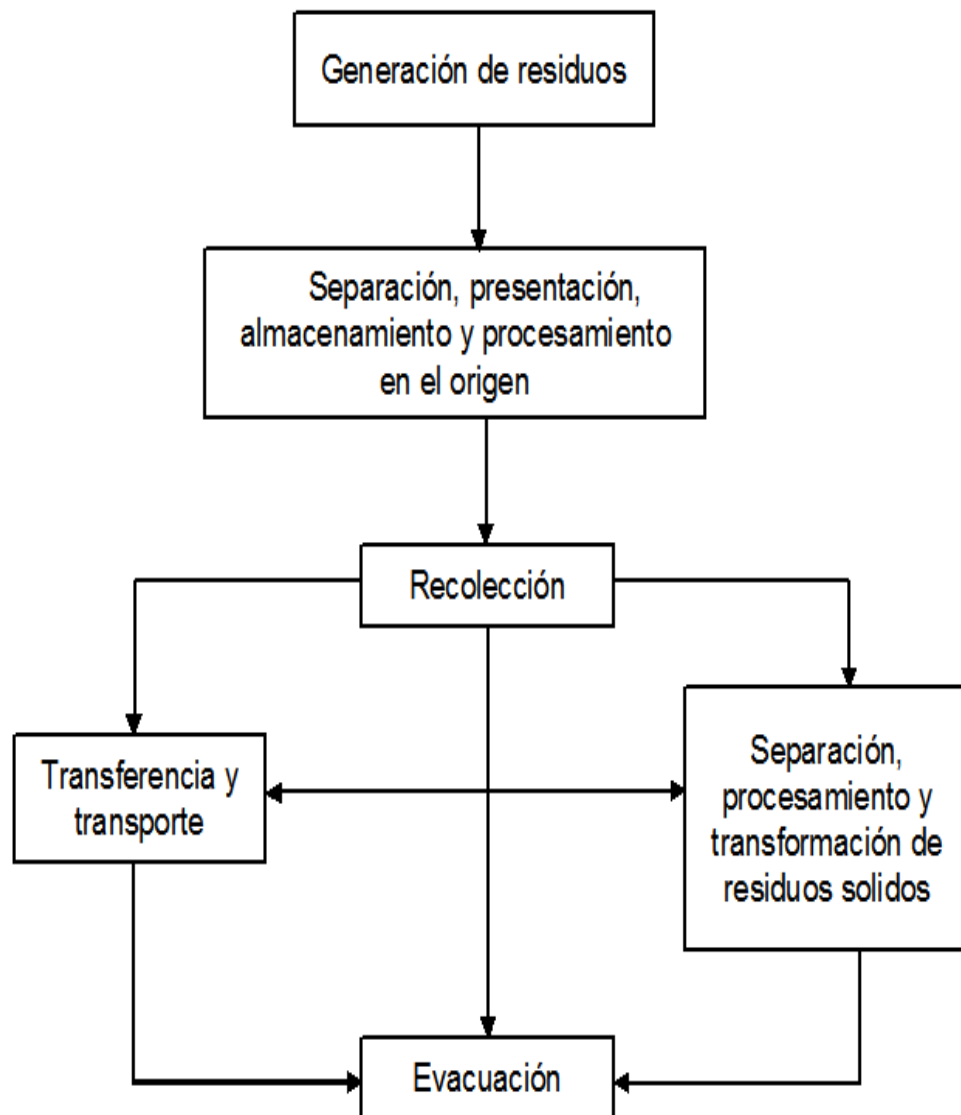 Generación de residuos
Separación, presentación,
almacenamiento y procesamiento
en el origen
Recolección
Transferencia y
transporte
Separación,
procesamiento y
transformación de
residuos solidos
Evacuación